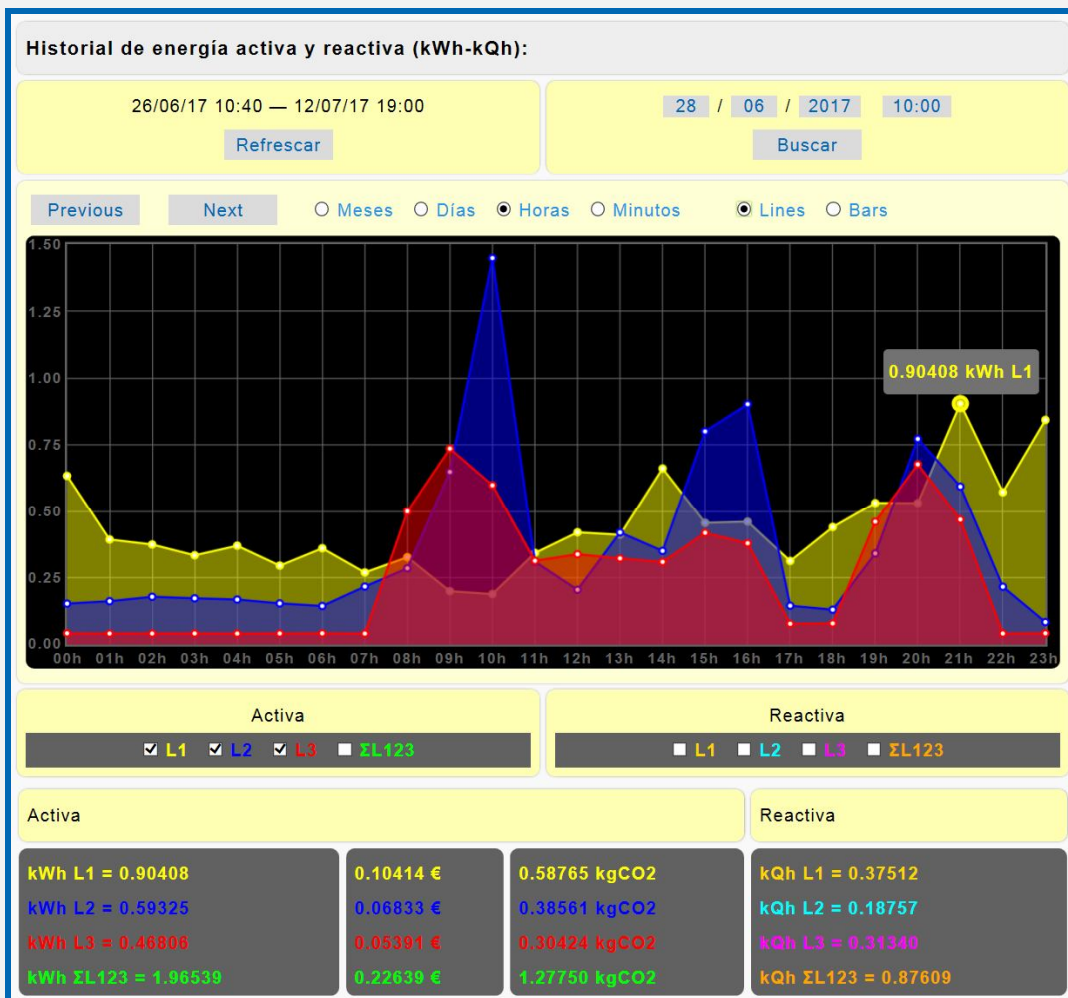 Historial de energía activa y reactiva (kWh-kQh):
26/06/17 10:40 — 12/07/17 19:00
28 / 06 / 2017 10:00
Refrescar
Buscar
Previous Next Meses Días Horas Minutos Lines Bars
1.50
1.25
1.00
0.90408 kWh L1
0.75
0.50
0.25
0.00
00h 01h 02h 03h 04h 05h 06h 07h 08h 09h 10h 11h 12h 13h 14h 15h 16h 17h 18h 19h 20h 21h 22h 23h
Activa
L1 L2 L3 ΣL123
Reactiva
L1 L2 L3 ΣL123
Activa
Reactiva
kWh L1 = 0.90408 0.10414 € 0.58765 kgCO2 kQh L1 = 0.37512
kWh L2 = 0.59325 0.06833 € 0.38561 kgCO2 kQh L2 = 0.18757
kWh L3 = 0.46806 0.05391 € 0.30424 kgCO2 kQh L3 = 0.31340
kWh ΣL123 = 1.96539 0.22639 € 1.27750 kgCO2 kQh ΣL123 = 0.87609